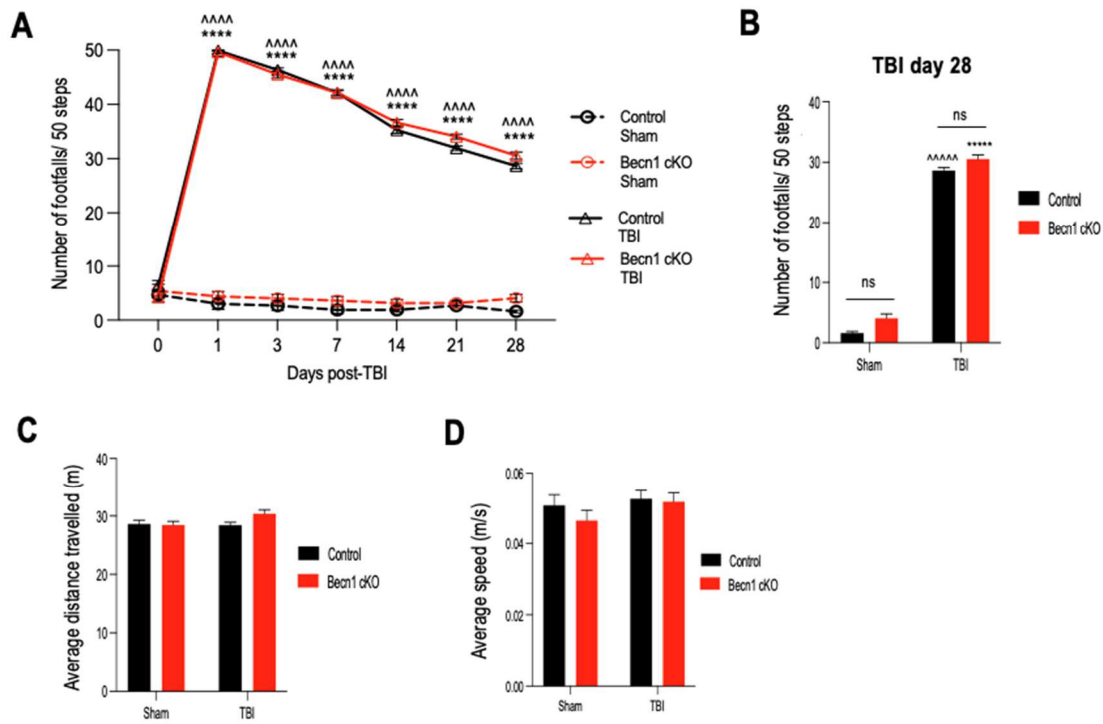 A
^^^^
****
^^^^
****
^^^^
****
^^^^
****
^^^^
****
^^^^
****
50
40
30
20
10
0
Number of footfalls/ 50 steps
0 1 3 7 14 21 28
Days post-TBI
Control
Sham
Becn1 cKO
Sham
Control
TBI
Becn1 cKO
TBI
B
TBI day 28
40
30
20
10
0
Number of footfalls/ 50 steps
ns
ns
^^^^^ *****
Sham TBI
Control
Becn1 cKO
C
40
30
20
10
0
Average distance travelled (m)
Sham TBI
Control
Becn1 cKO
D
0.06
0.04
0.02
0.00
Average speed (m/s)
Sham TBI
Control
Becn1 cKO